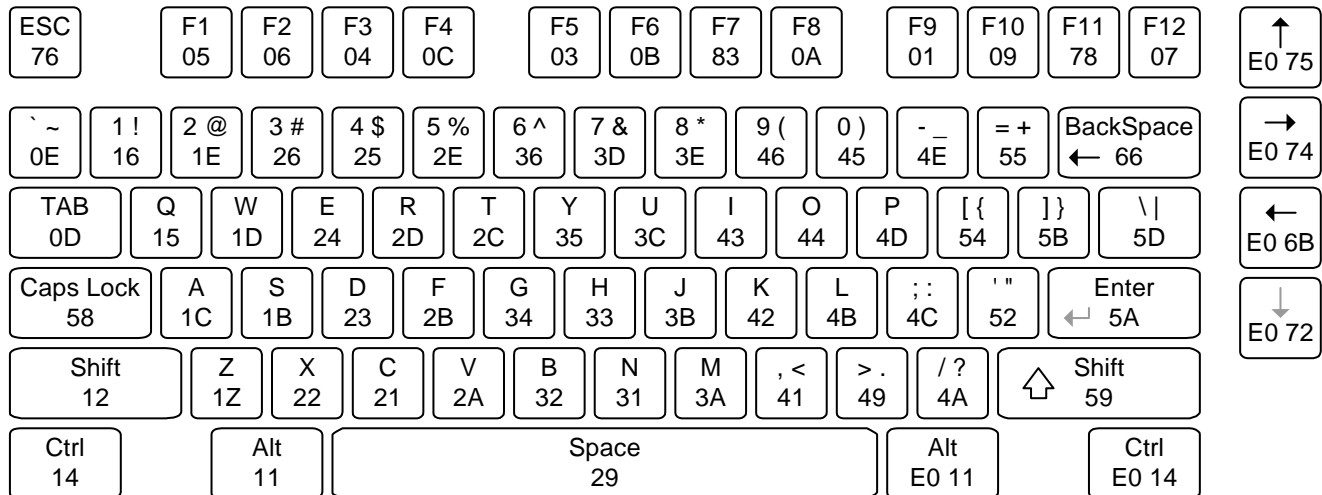 ESC F1 F2 F3 F4 F5 F6 F7 F8 F9 F10 F11 F12 ↑
76 05 06 04 0C 03 0B 83 0A 01 09 78 07 E0 75
` ~ 1 ! 2 @ 3 # 4 $ 5 % 6 ^ 7 & 8 * 9 ( 0 ) - _ = + BackSpace →
0E 16 1E 26 25 2E 36 3D 3E 46 45 4E 55 ← 66 E0 74
TAB Q W E R T Y U I O P [ { ] } \ | ←
0D 15 1D 24 2D 2C 35 3C 43 44 4D 54 5B 5D E0 6B
Caps Lock A S D F G H J K L ; : ' " Enter ↓
58 1C 1B 23 2B 34 33 3B 42 4B 4C 52 ↵ 5A E0 72
Shift Z X C V B N M , < > . / ? ⇧ Shift
12 1Z 22 21 2A 32 31 3A 41 49 4A 59
Ctrl Alt Space Alt Ctrl
14 11 29 E0 11 E0 14